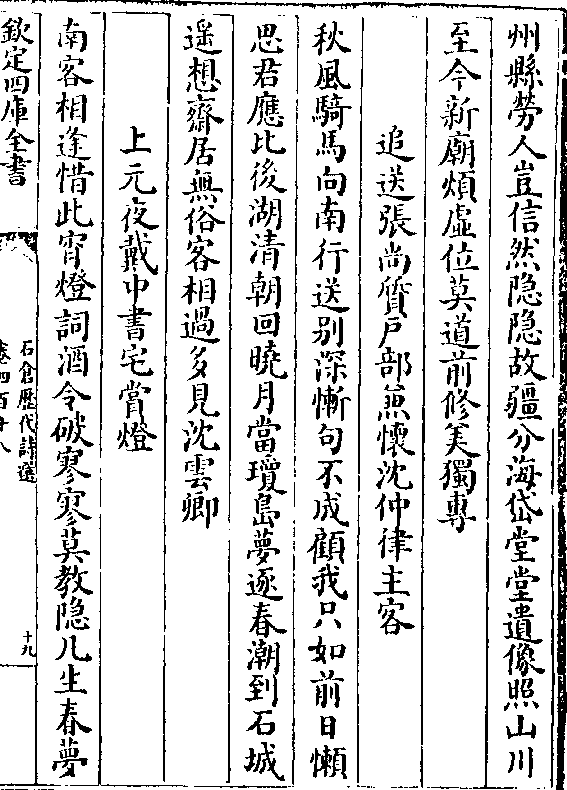 州縣勞人豈信然隐隐故疆分海岱堂堂遺像照山川
至今新廟煩虛位莫道前修美獨專
追送張尚質戸部兼懷沈仲律主客
秋風騎馬向南行送别深慚句不成顧我只如前日懶
思君應比後湖清朝回曉月當瓊島夢逐春潮到石城
遥想齋居無俗客相過多見沈雲卿
上元夜戴中書宅賞燈
南客相逢惜此宵燈詞酒令破寒寥莫教隐几生春夢
欽定四庫全書
石倉歴代詩選
卷四百十八
十九